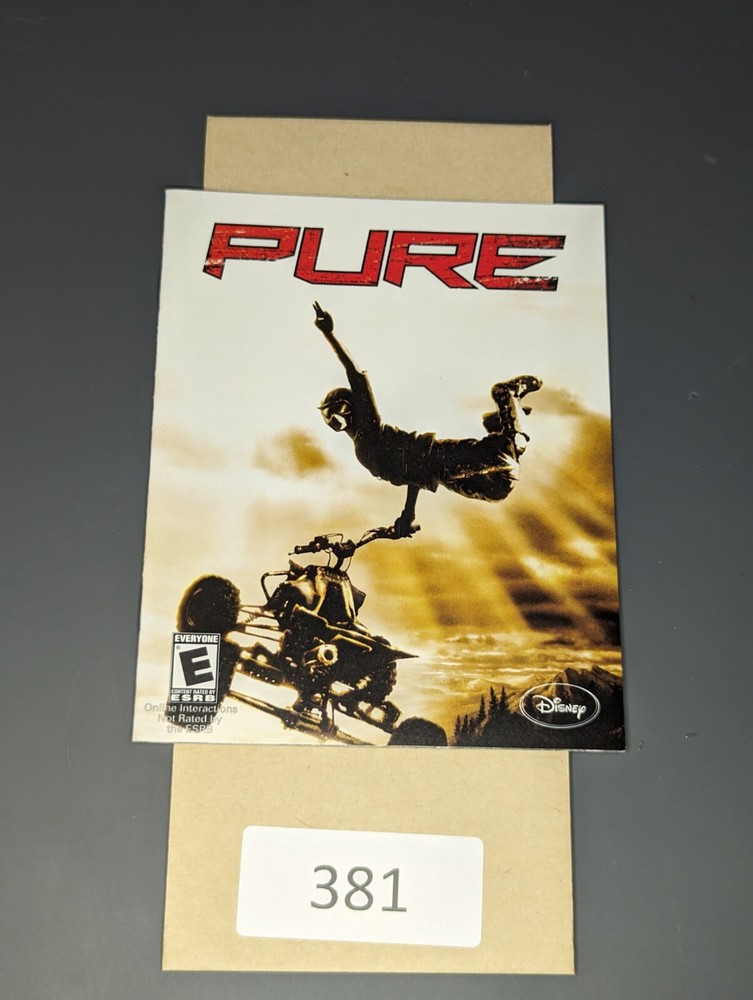 PURE
EVERYONE
E
CONTENT RATED BY
ESRB
Online Interactions
Not Rated by
the ESRB
Disney
381